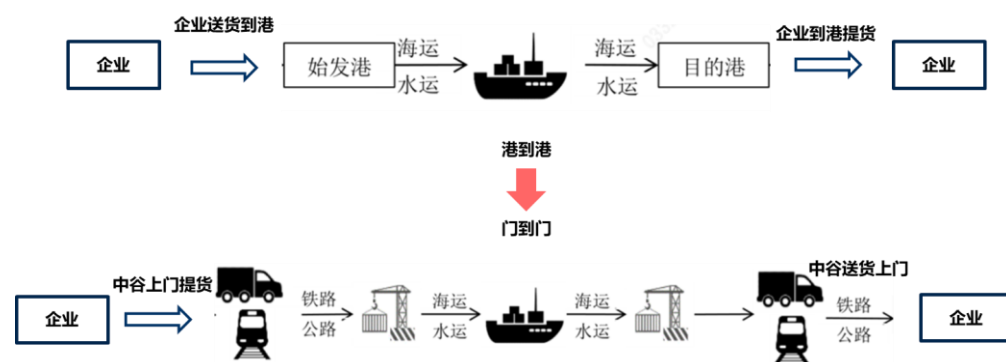 企业送货到港
企业
始发港
海运
水运
海运
水运
目的港
企业到港提货
企业
港到港
门到门
中谷上门提货
企业
铁路
公路
海运
水运
海运
水运
中谷送货上门
铁路
公路
企业